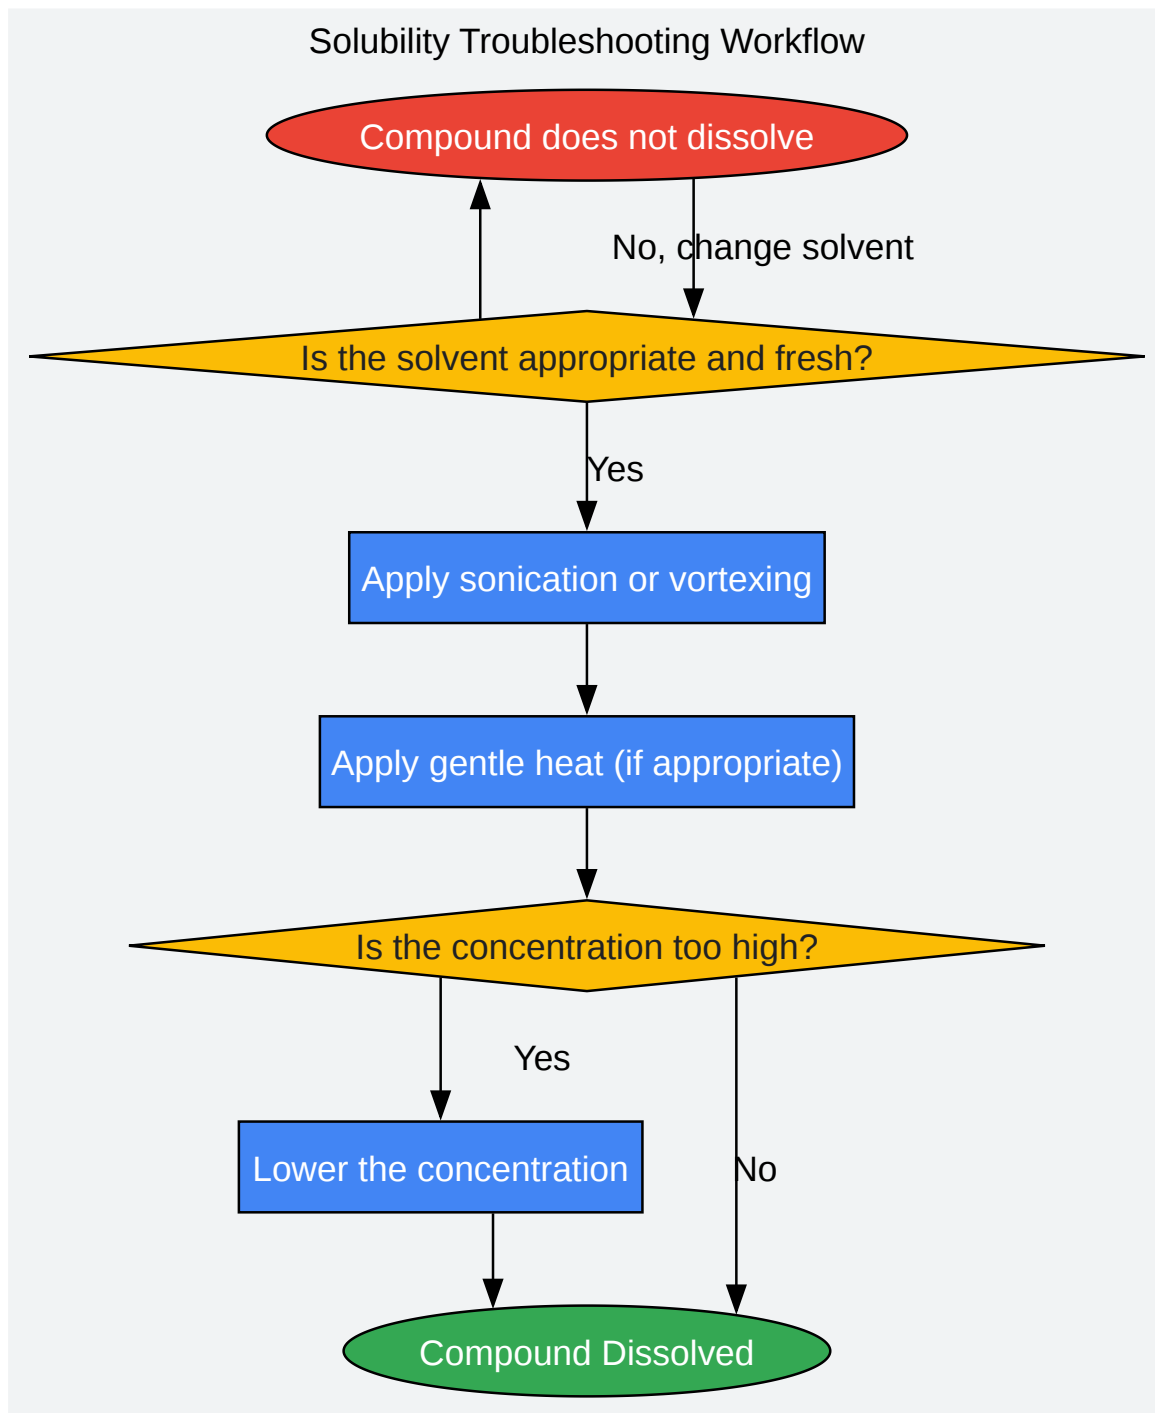 Solubility Troubleshooting Workflow
Compound does not dissolve
No, change solvent
Is the solvent appropriate and fresh?
Yes
Apply sonication or vortexing
Apply gentle heat (if appropriate)
Is the concentration too high?
Yes
Lower the concentration
No
Compound Dissolved